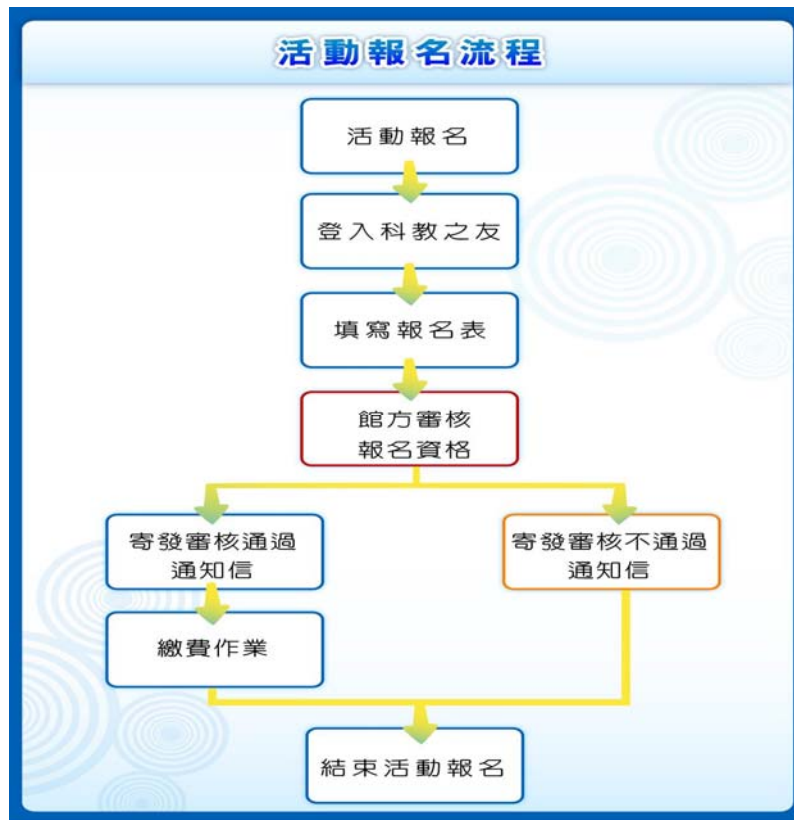 活動報名流程
活動報名
登入科教之友
填寫報名表
館方審核
報名資格
寄發審核通過
通知信
寄發審核不通過
通知信
繳費作業
結束活動報名